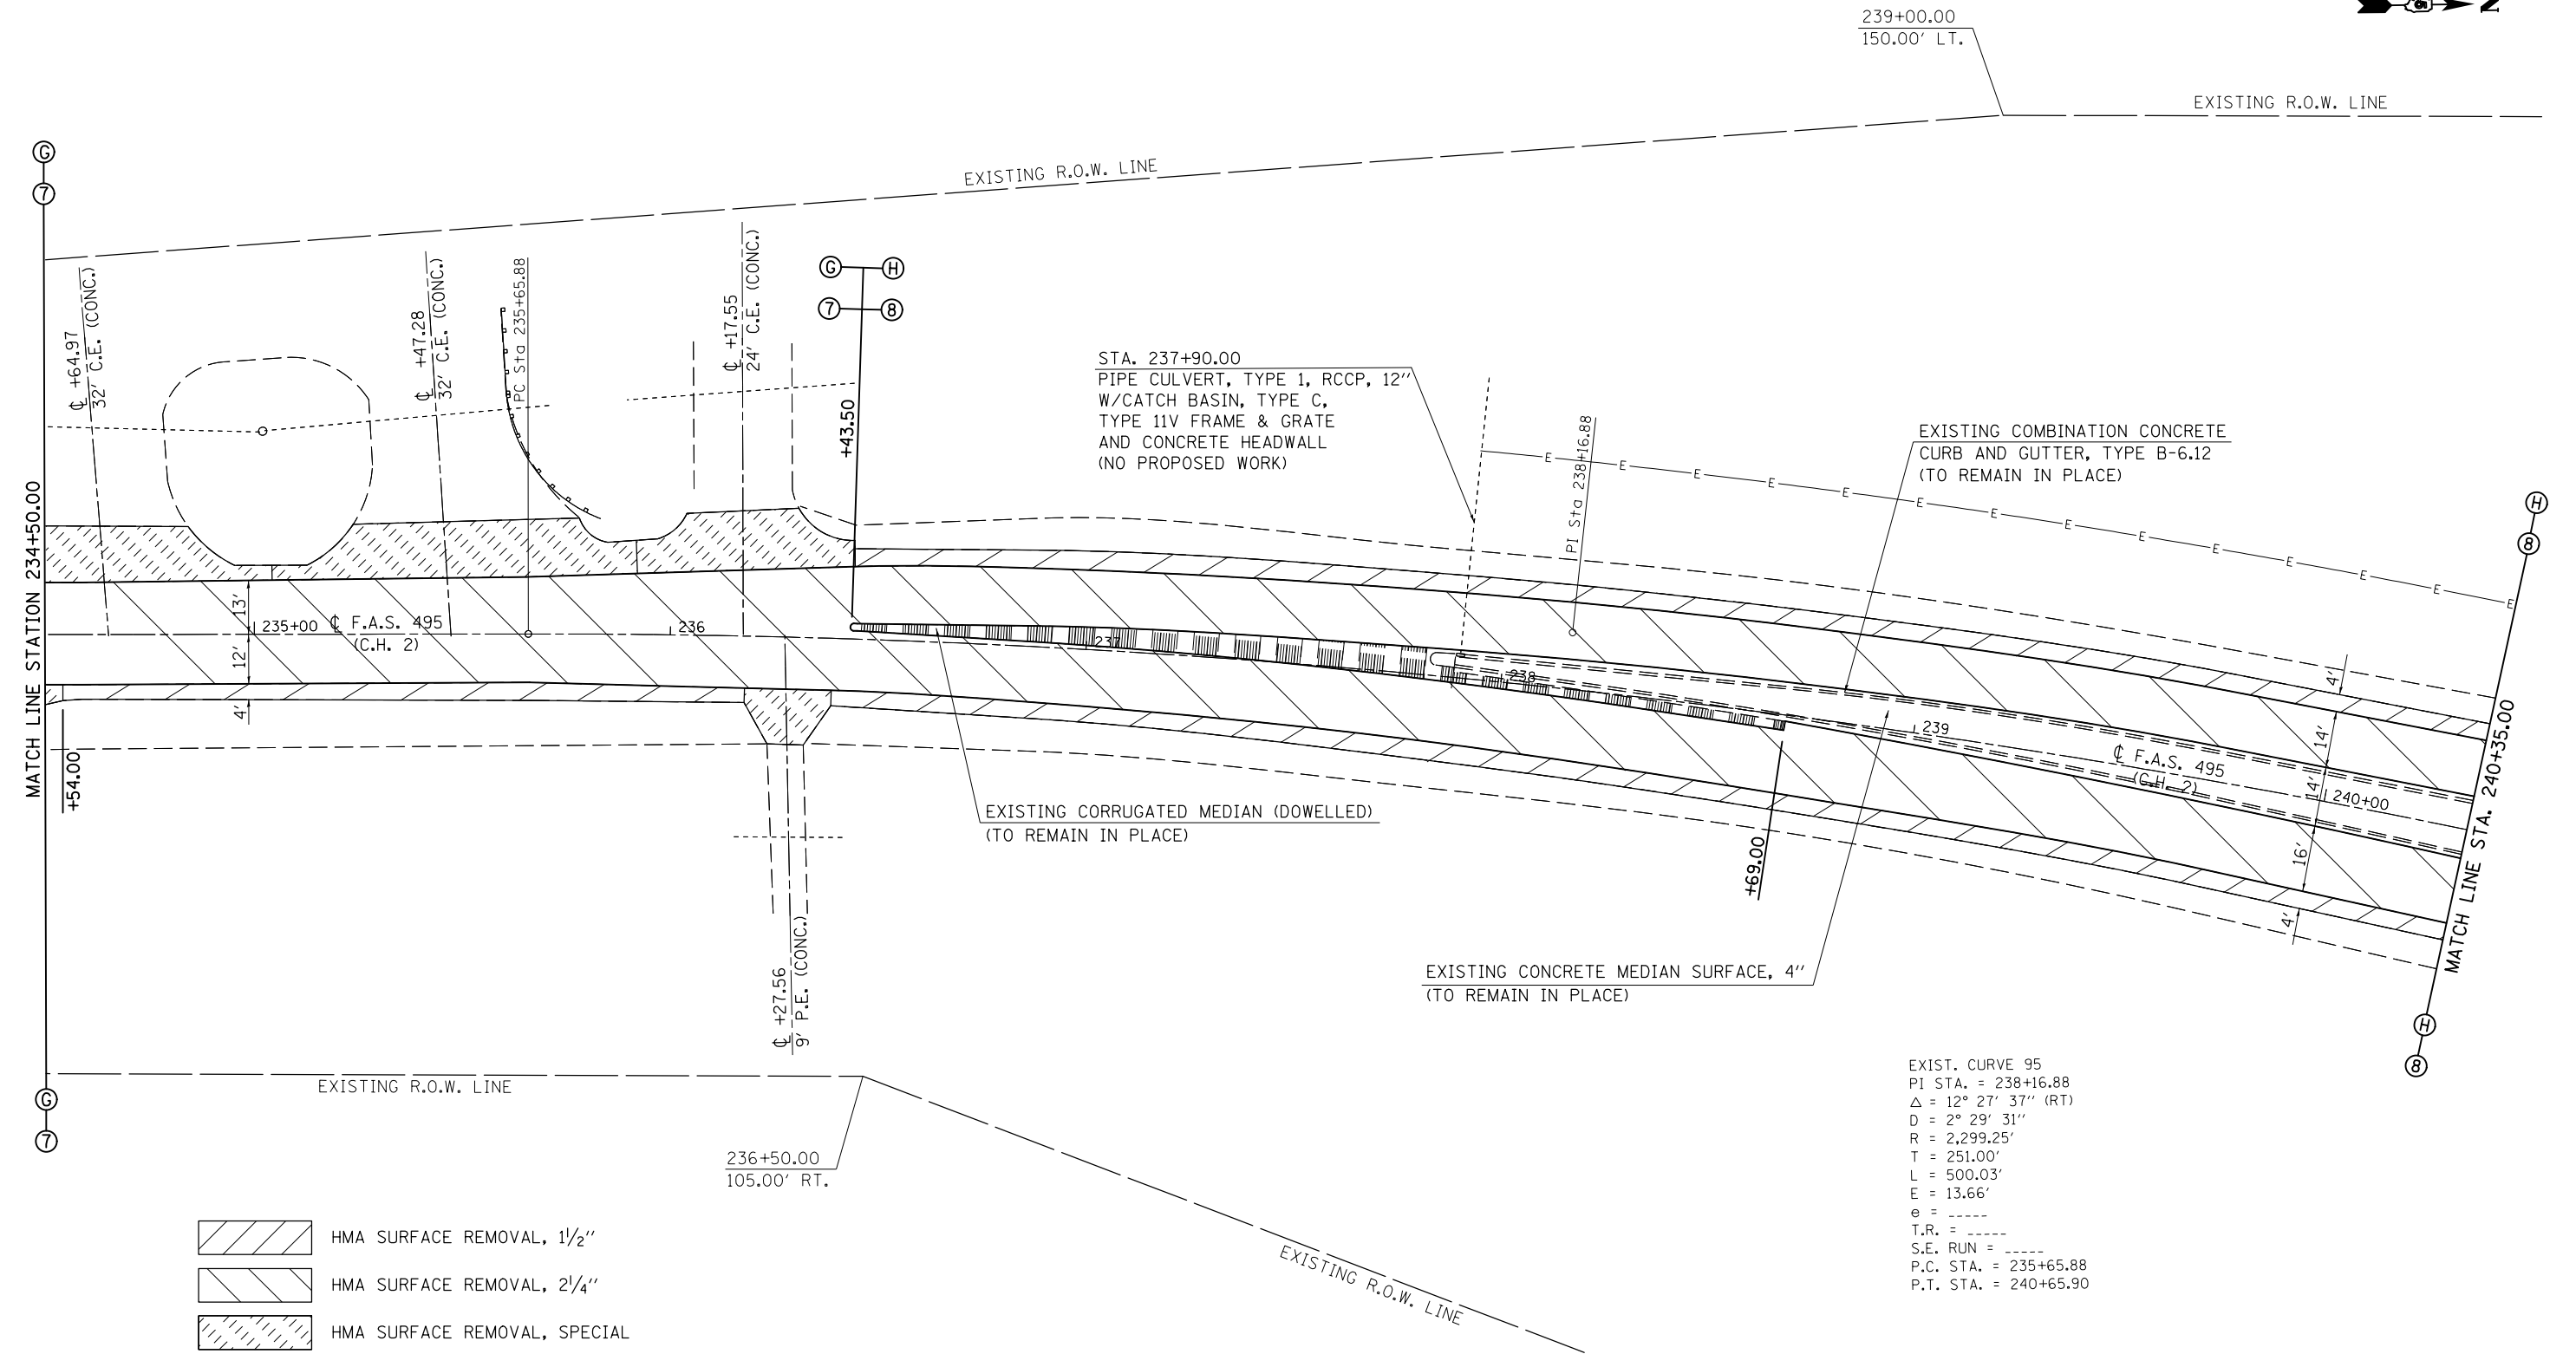 239+00.00
150.00' LT.
N
EXISTING R.O.W. LINE
EXISTING R.O.W. LINE
G
7
MATCH LINE STATION 234+50.00
G
7
℄ +64.97
32' C.E. (CONC.)
℄ +47.28
32' C.E. (CONC.)
PC Sta 235+65.88
℄ +17.55
24' C.E. (CONC.)
G H
7 8
+43.50
STA. 237+90.00
PIPE CULVERT, TYPE 1, RCCP, 12"
W/CATCH BASIN, TYPE C,
TYPE 11V FRAME & GRATE
AND CONCRETE HEADWALL
(NO PROPOSED WORK)
PI Sta 238+16.88
EXISTING COMBINATION CONCRETE
CURB AND GUTTER, TYPE B-6.12
(TO REMAIN IN PLACE)
E E E E E E E E E E E E E E
H
8
MATCH LINE STA. 240+35.00
H
8
13'
12'
4'
235+00
℄ F.A.S. 495
(C.H. 2)
236
237
238
239
℄ F.A.S. 495
(C.H. 2)
240+00
4'
14'
14'
16'
4'
+54.00
℄ +27.56
9' P.E. (CONC.)
EXISTING CORRUGATED MEDIAN (DOWELLED)
(TO REMAIN IN PLACE)
+69.00
EXISTING CONCRETE MEDIAN SURFACE, 4"
(TO REMAIN IN PLACE)
EXISTING R.O.W. LINE
236+50.00
105.00' RT.
EXISTING R.O.W. LINE
EXIST. CURVE 95
PI STA. = 238+16.88
△ = 12° 27' 37" (RT)
D = 2° 29' 31"
R = 2,299.25'
T = 251.00'
L = 500.03'
E = 13.66'
e = _____
T.R. = _____
S.E. RUN = _____
P.C. STA. = 235+65.88
P.T. STA. = 240+65.90
HMA SURFACE REMOVAL, 1½"
HMA SURFACE REMOVAL, 2¼"
HMA SURFACE REMOVAL, SPECIAL